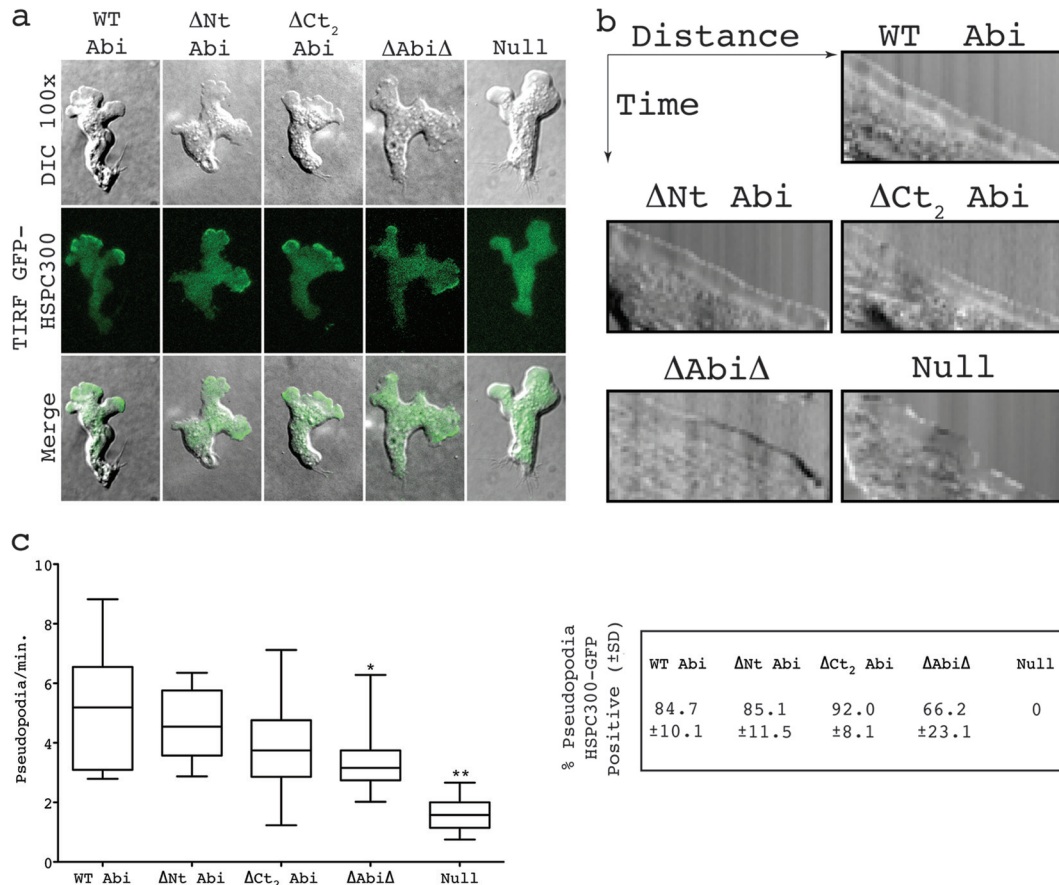 a
WT Abi
ΔNt Abi
ΔCt₂ Abi
ΔAbiΔ
Null
DIC 100x
TIRF GFP-HSPC300
Merge
b
Distance
Time
WT Abi
ΔNt Abi
ΔCt₂ Abi
ΔAbiΔ
Null
c
Pseudopodia/min.
10
8
6
4
2
0
*
**
WT Abi
ΔNt Abi
ΔCt₂ Abi
ΔAbiΔ
Null
% Pseudopodia
HSPC300-GFP
Positive (±SD)
WT Abi ΔNt Abi ΔCt₂ Abi ΔAbiΔ Null
84.7 85.1 92.0 66.2 0
±10.1 ±11.5 ±8.1 ±23.1